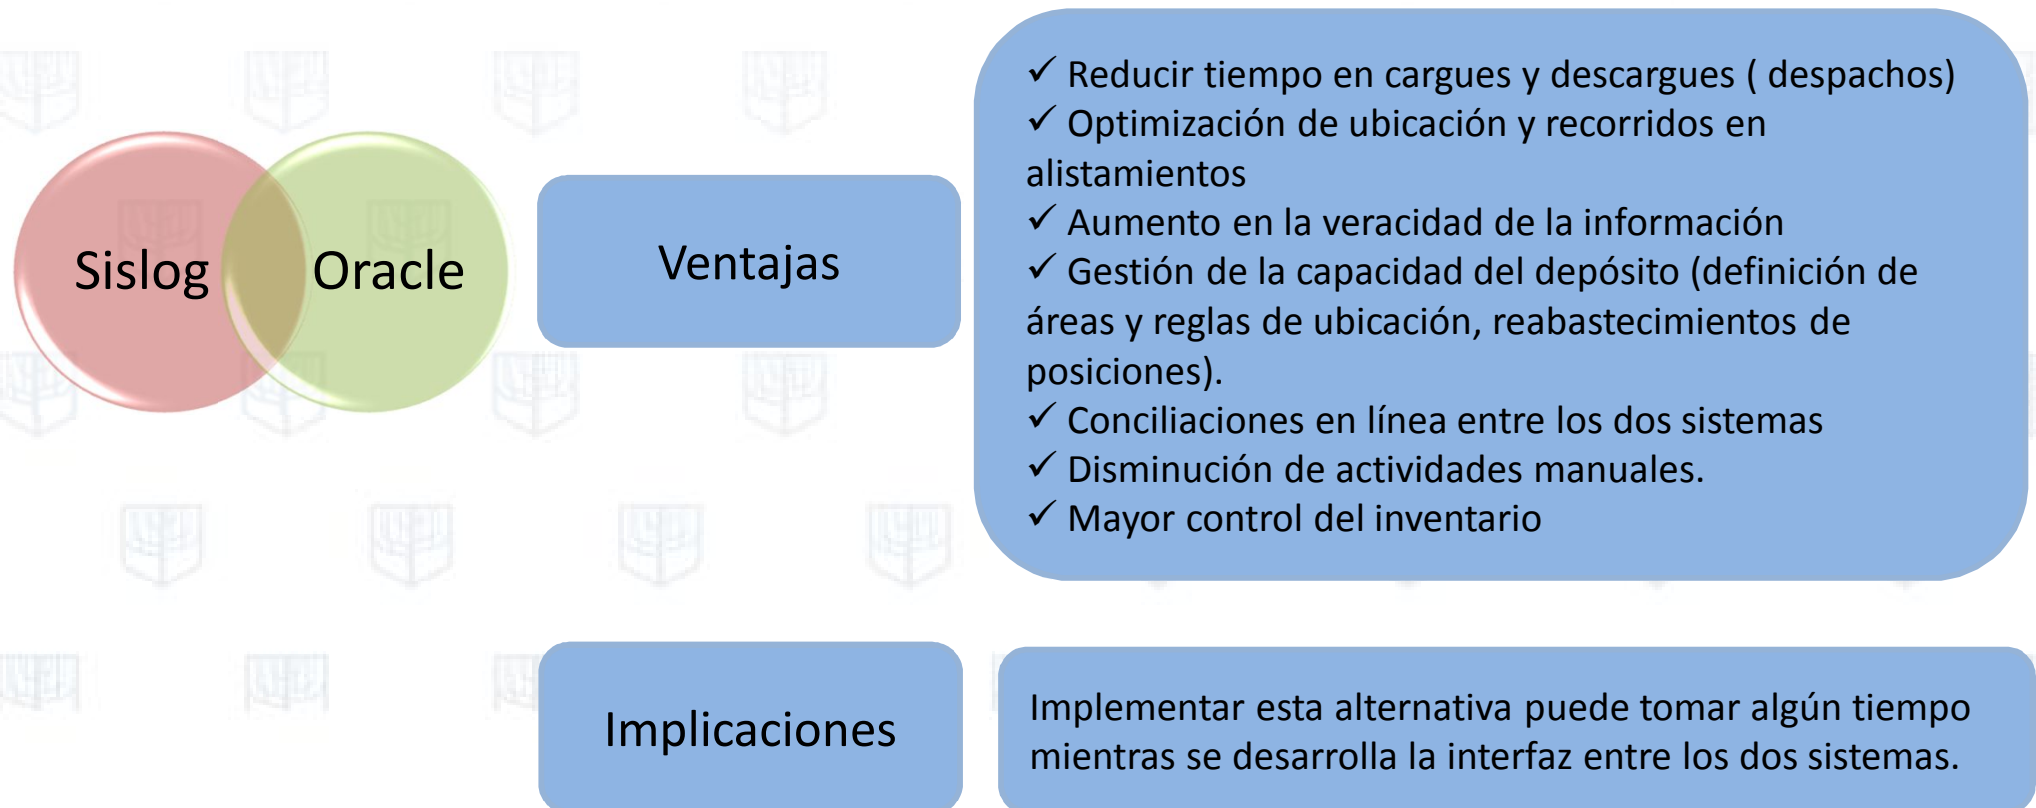 Sislog
Oracle
Ventajas
✓ Reducir tiempo en cargues y descargues ( despachos)
✓ Optimización de ubicación y recorridos en
alistamientos
✓ Aumento en la veracidad de la información
✓ Gestión de la capacidad del depósito (definición de
áreas y reglas de ubicación, reabastecimientos de
posiciones).
✓ Conciliaciones en línea entre los dos sistemas
✓ Disminución de actividades manuales.
✓ Mayor control del inventario
Implicaciones
Implementar esta alternativa puede tomar algún tiempo
mientras se desarrolla la interfaz entre los dos sistemas.